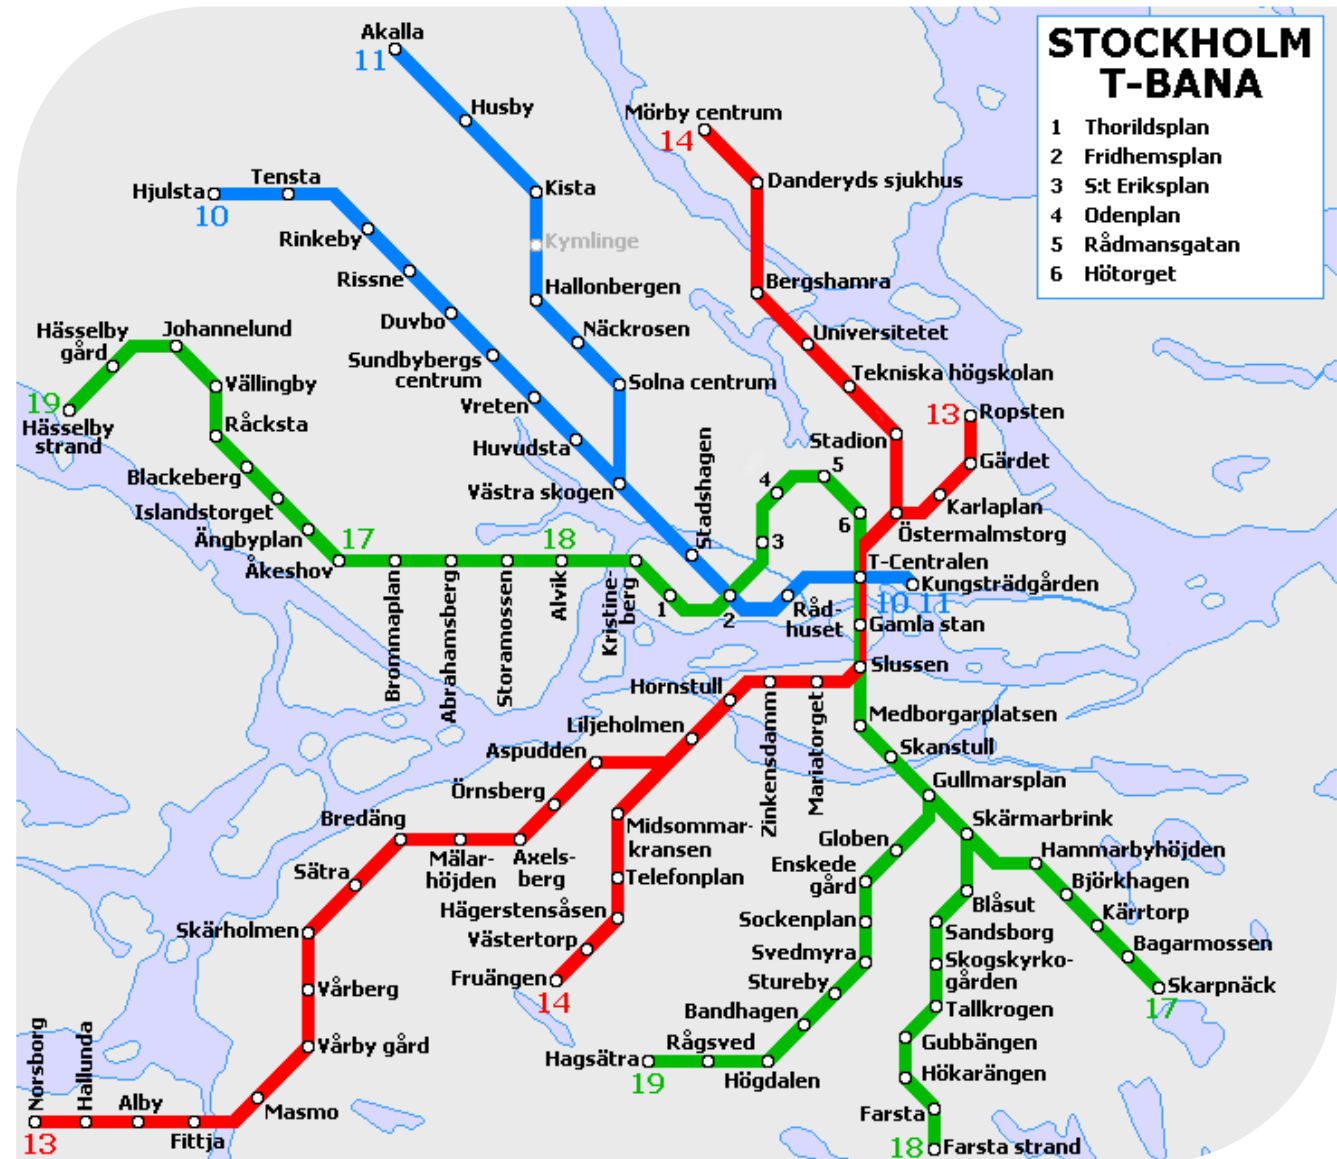 STOCKHOLM
T-BANA
1 Thorildsplan
2 Fridhemsplan
3 S:t Eriksplan
4 Odenplan
5 Rådmansgatan
6 Hötorget
Akalla
11
Husby
Kista
Kymlinge
Hallonbergen
Näckrosen
Solna centrum
Hjulsta
10
Tensta
Rinkeby
Rissne
Duvbo
Sundbybergs
centrum
Vreten
Huvudsta
Västra skogen
Stadshagen
2
Råd-
huset
T-Centralen
Kungsträdgården
10 11
Mörby centrum
14
Danderyds sjukhus
Bergshamra
Universitetet
Tekniska högskolan
Stadion
13
Ropsten
Gärdet
Karlaplan
Östermalmstorg
Gamla stan
Slussen
Mariatorget
Zinkensdamm
Hornstull
Liljeholmen
Aspudden
Örnsberg
Axels-
berg
Mälar-
höjden
Bredäng
Sätra
Skärholmen
Vårberg
Vårby gård
Masmo
Fittja
Alby
Hallunda
Norsborg
13
Midsommar-
kransen
Telefonplan
Hägerstensåsen
Västertorp
Fruängen
14
Hässelby
strand
19
Hässelby
gård
Johannelund
Vällingby
Råcksta
Blackeberg
Islandstorget
Ängbyplan
Åkeshov
17
Brommaplan
Abrahamsberg
Storamossen
Alvik
18
Kristine-
berg
1
3
4
5
6
Medborgarplatsen
Skanstull
Gullmarsplan
Skärmarbrink
Hammarbyhöjden
Björkhagen
Kärrtorp
Bagarmossen
Skarpnäck
17
Globen
Enskede
gård
Sockenplan
Svedmyra
Stureby
Bandhagen
Högdalen
Rågsved
Hagsätra
19
Blåsut
Sandsborg
Skogskyrko-
gården
Tallkrogen
Gubbängen
Hökarängen
Farsta
Farsta strand
18